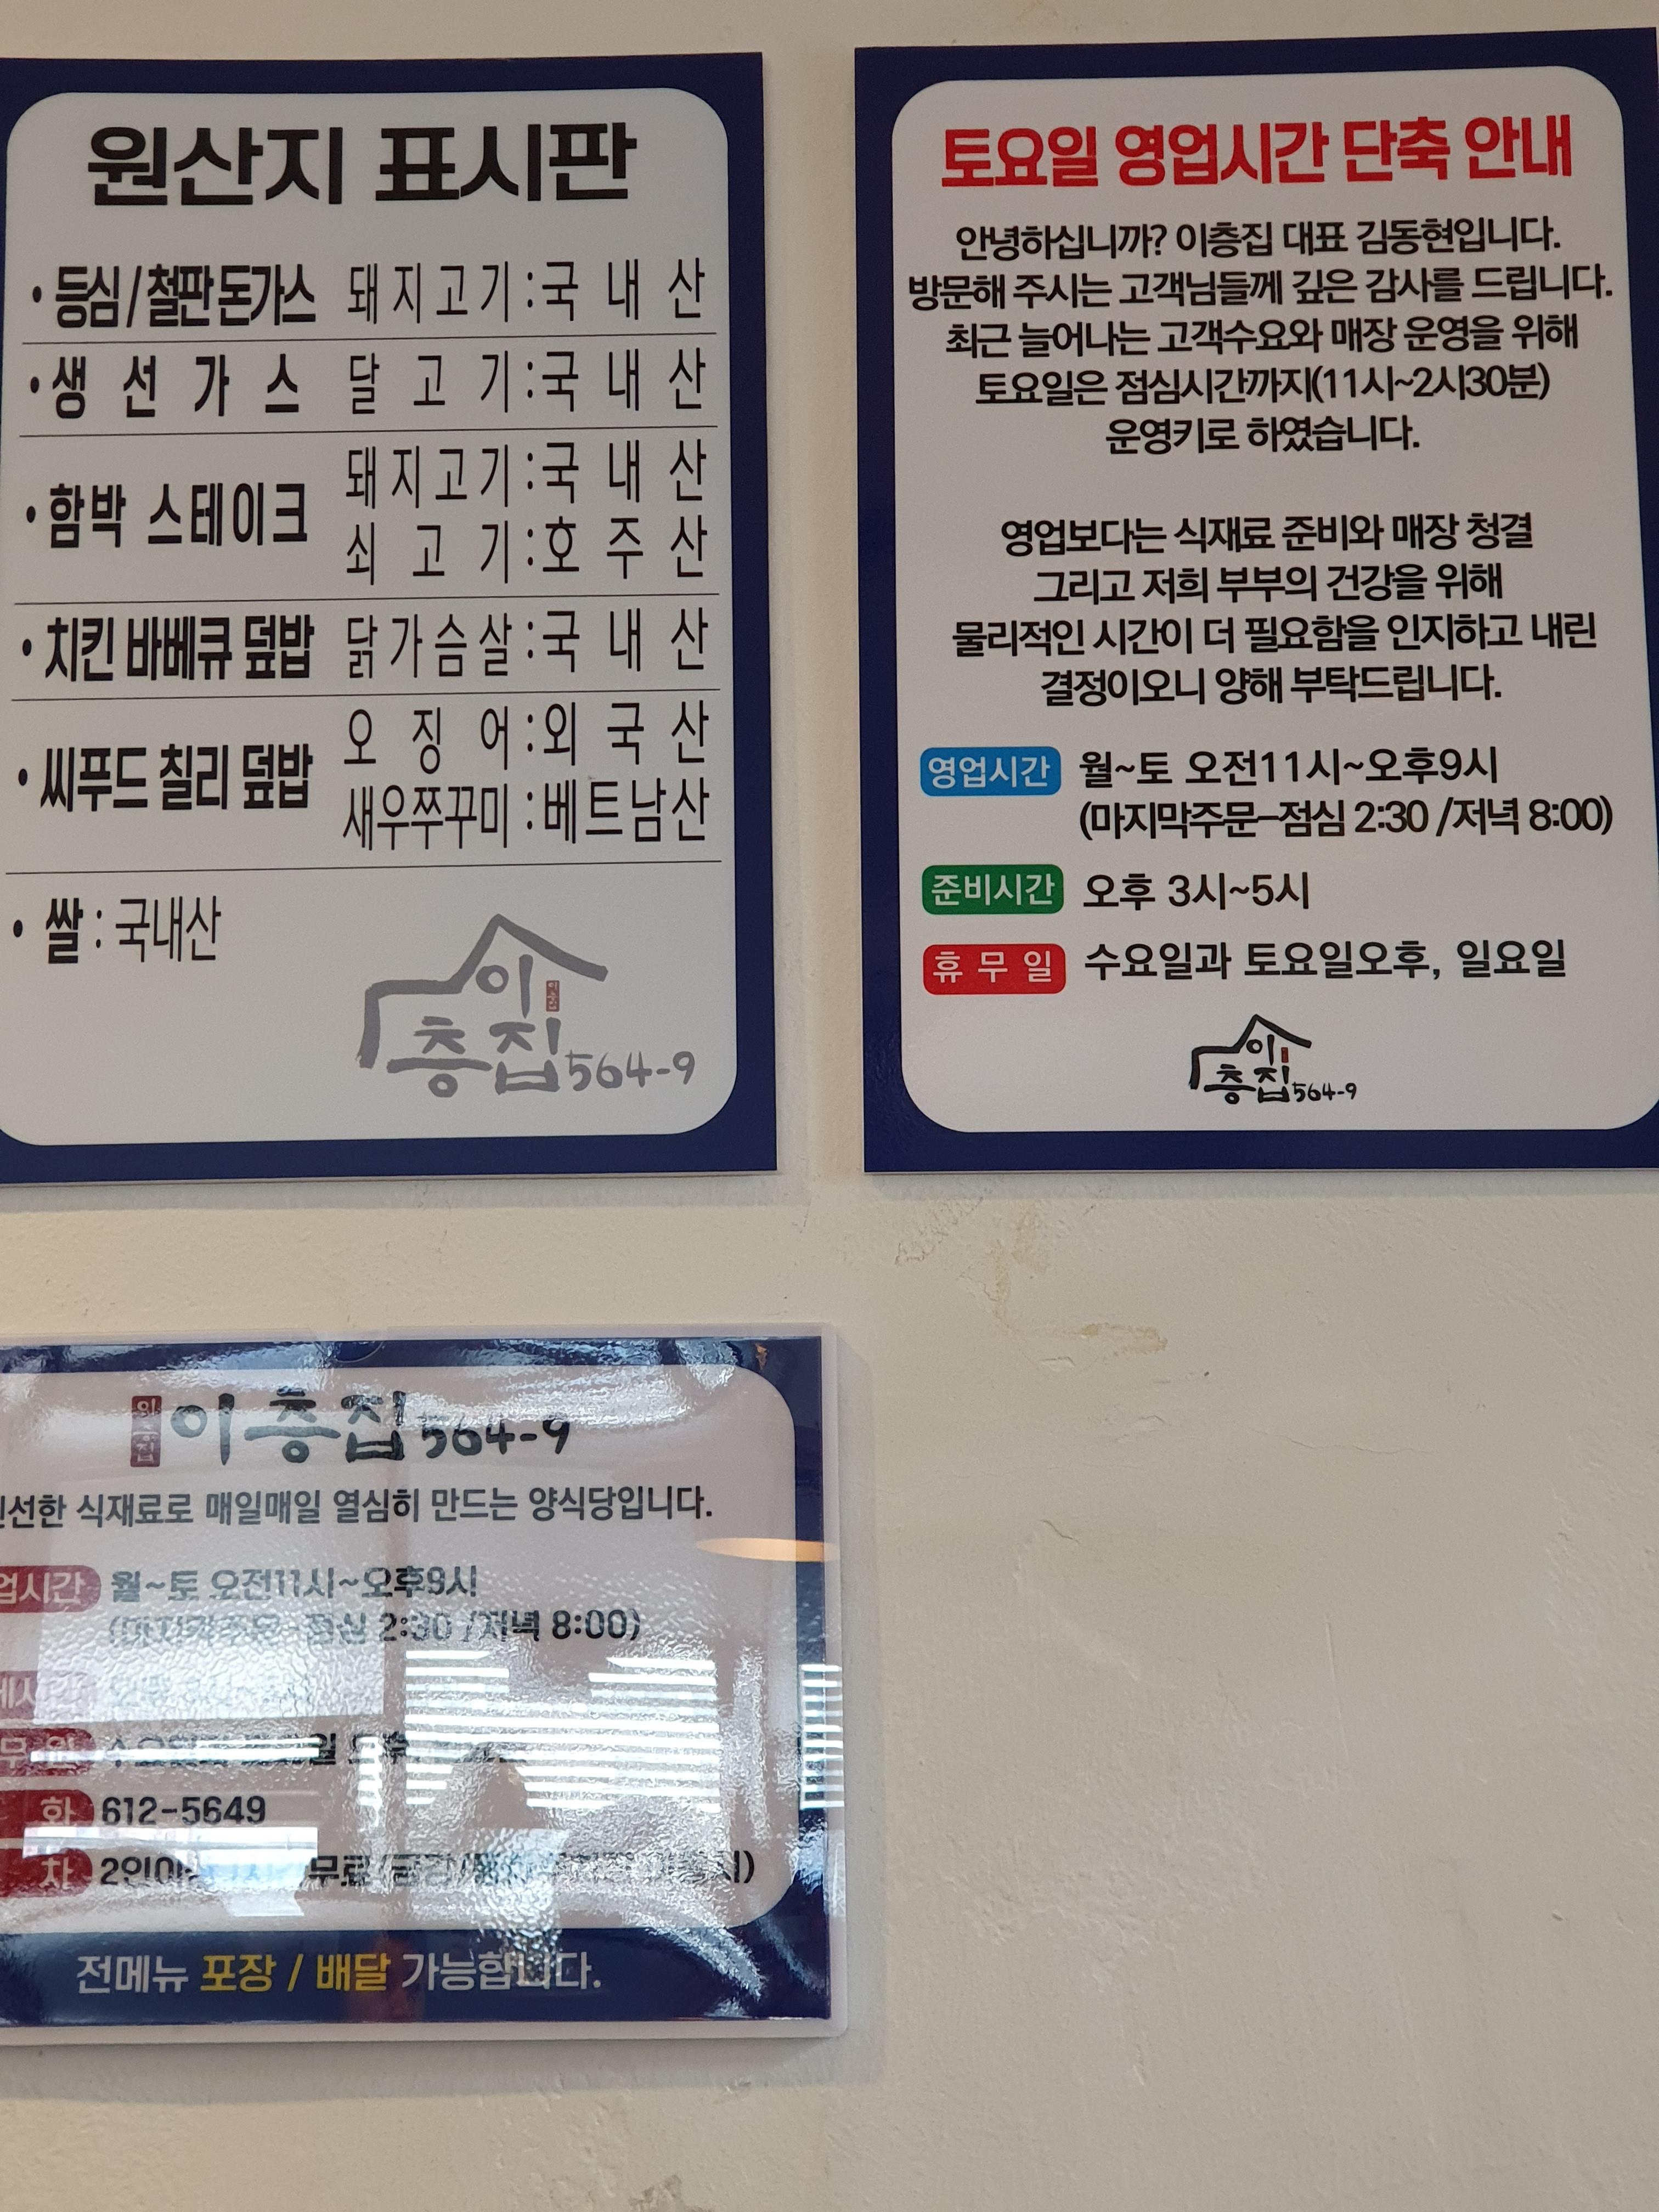 원산지 표시판
• 등심/철판돈가스 돼지고기:국내산
• 생선가스 달고기:국내산
• 함박 스테이크 돼지고기:국내산
쇠고기:호주산
• 치킨 바베큐 덮밥 닭가슴살:국내산
• 씨푸드 칠리 덮밥 오징어:외국산
새우쭈꾸미:베트남산
• 쌀 : 국내산
이층집 564-9
토요일 영업시간 단축 안내
안녕하십니까? 이층집 대표 김동현입니다.
방문해 주시는 고객님들께 깊은 감사를 드립니다.
최근 늘어나는 고객수요와 매장 운영을 위해
토요일은 점심시간까지(11시~2시30분)
운영키로 하였습니다.
영업보다는 식재료 준비와 매장 청결
그리고 저희 부부의 건강을 위해
물리적인 시간이 더 필요함을 인지하고 내린
결정이오니 양해 부탁드립니다.
영업시간 월~토 오전11시~오후9시
(마지막주문-점심 2:30 /저녁 8:00)
준비시간 오후 3시~5시
휴무일 수요일과 토요일오후, 일요일
이층집 564-9
이층집 564-9
선한 식재료로 매일매일 열심히 만드는 양식당입니다.
업시간 월~토 오전11시~오후9시
(마지막주문-점심 2:30 /저녁 8:00)
화 612-5649
차 무료
전메뉴 포장 / 배달 가능합니다.